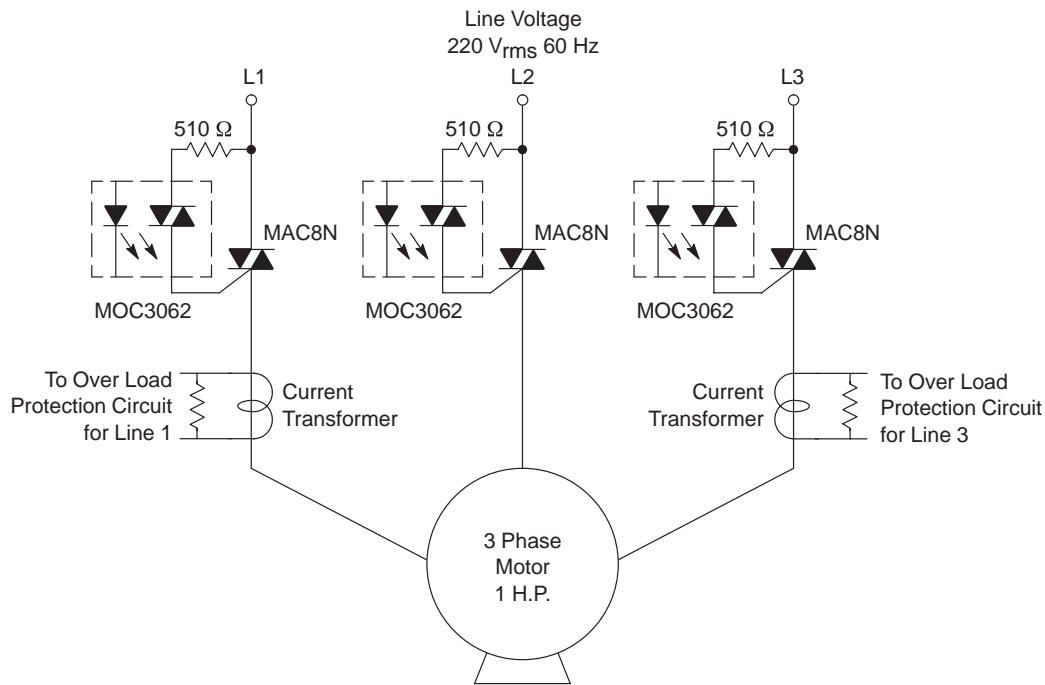 Line Voltage
220 Vrms 60 Hz
L1
L2
L3
510 Ω
510 Ω
510 Ω
MAC8N
MAC8N
MAC8N
MOC3062
MOC3062
MOC3062
To Over Load
Protection Circuit
for Line 1
Current
Transformer
Current
Transformer
To Over Load
Protection Circuit
for Line 3
3 Phase
Motor
1 H.P.